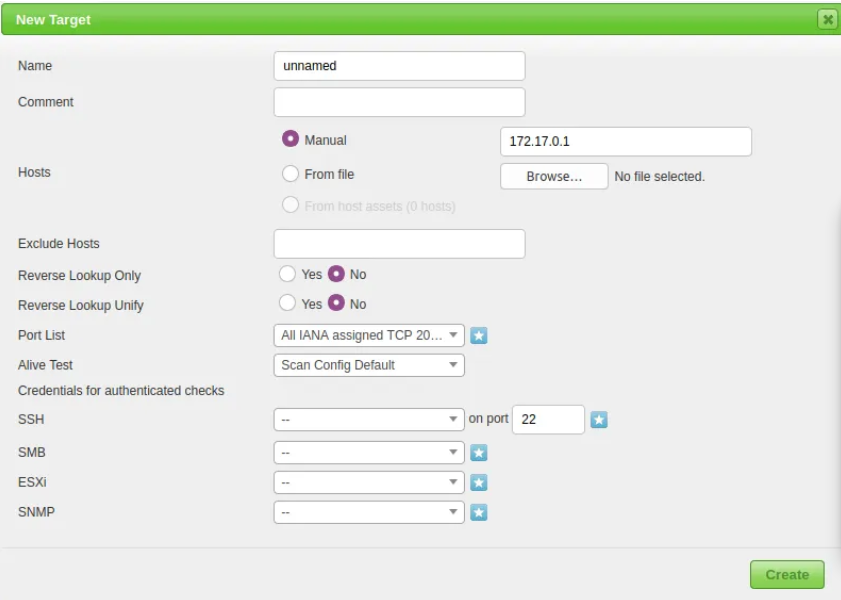 New Target
Name unnamed
Comment
Manual 172.17.0.1
Hosts From file Browse... No file selected.
From host assets (0 hosts)
Exclude Hosts
Reverse Lookup Only Yes No
Reverse Lookup Unify Yes No
Port List All IANA assigned TCP 20...
Alive Test Scan Config Default
Credentials for authenticated checks
SSH -- on port 22
SMB --
ESXi --
SNMP --
Create